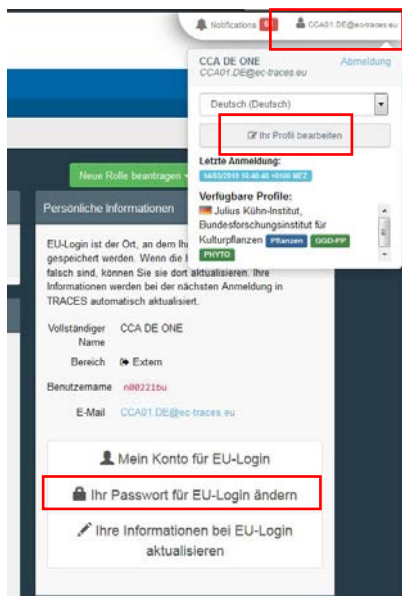 Notifications
CCA01.DE@ec-traces.eu
CCA DE ONE
Abmeldung
CCA01.DE@ec-traces.eu
Deutsch (Deutsch)
Ihr Profil bearbeiten
Letzte Anmeldung:
Verfügbare Profile:
Julius Kühn-Institut,
Bundesforschungsinstitut für
Kulturpflanzen Pflanzen GGD-PP
PHYTO
Neue Rolle beantragen
Persönliche Informationen
EU-Login ist der Ort, an dem Ihr
gespeichert werden. Wenn die
falsch sind, können Sie sie dort aktualisieren. Ihre
Informationen werden bei der nächsten Anmeldung in
TRACES automatisch aktualisiert.
Vollständiger Name CCA DE ONE
Bereich Extern
Benutzername n00221bu
E-Mail CCA01.DE@ec-traces.eu
Mein Konto für EU-Login
Ihr Passwort für EU-Login ändern
Ihre Informationen bei EU-Login
aktualisieren